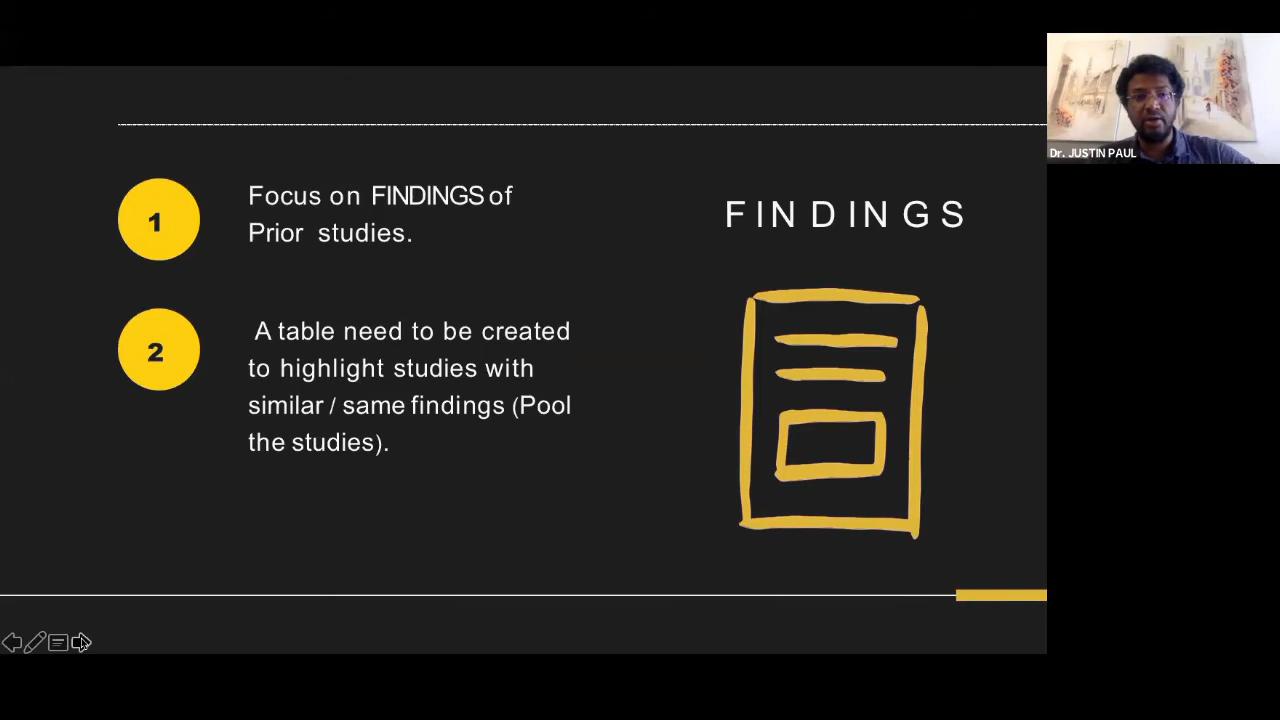 1
Focus on FINDINGS of
Prior studies.
2
A table need to be created
to highlight studies with
similar / same findings (Pool
the studies).
FINDINGS
Dr. JUSTIN PAUL